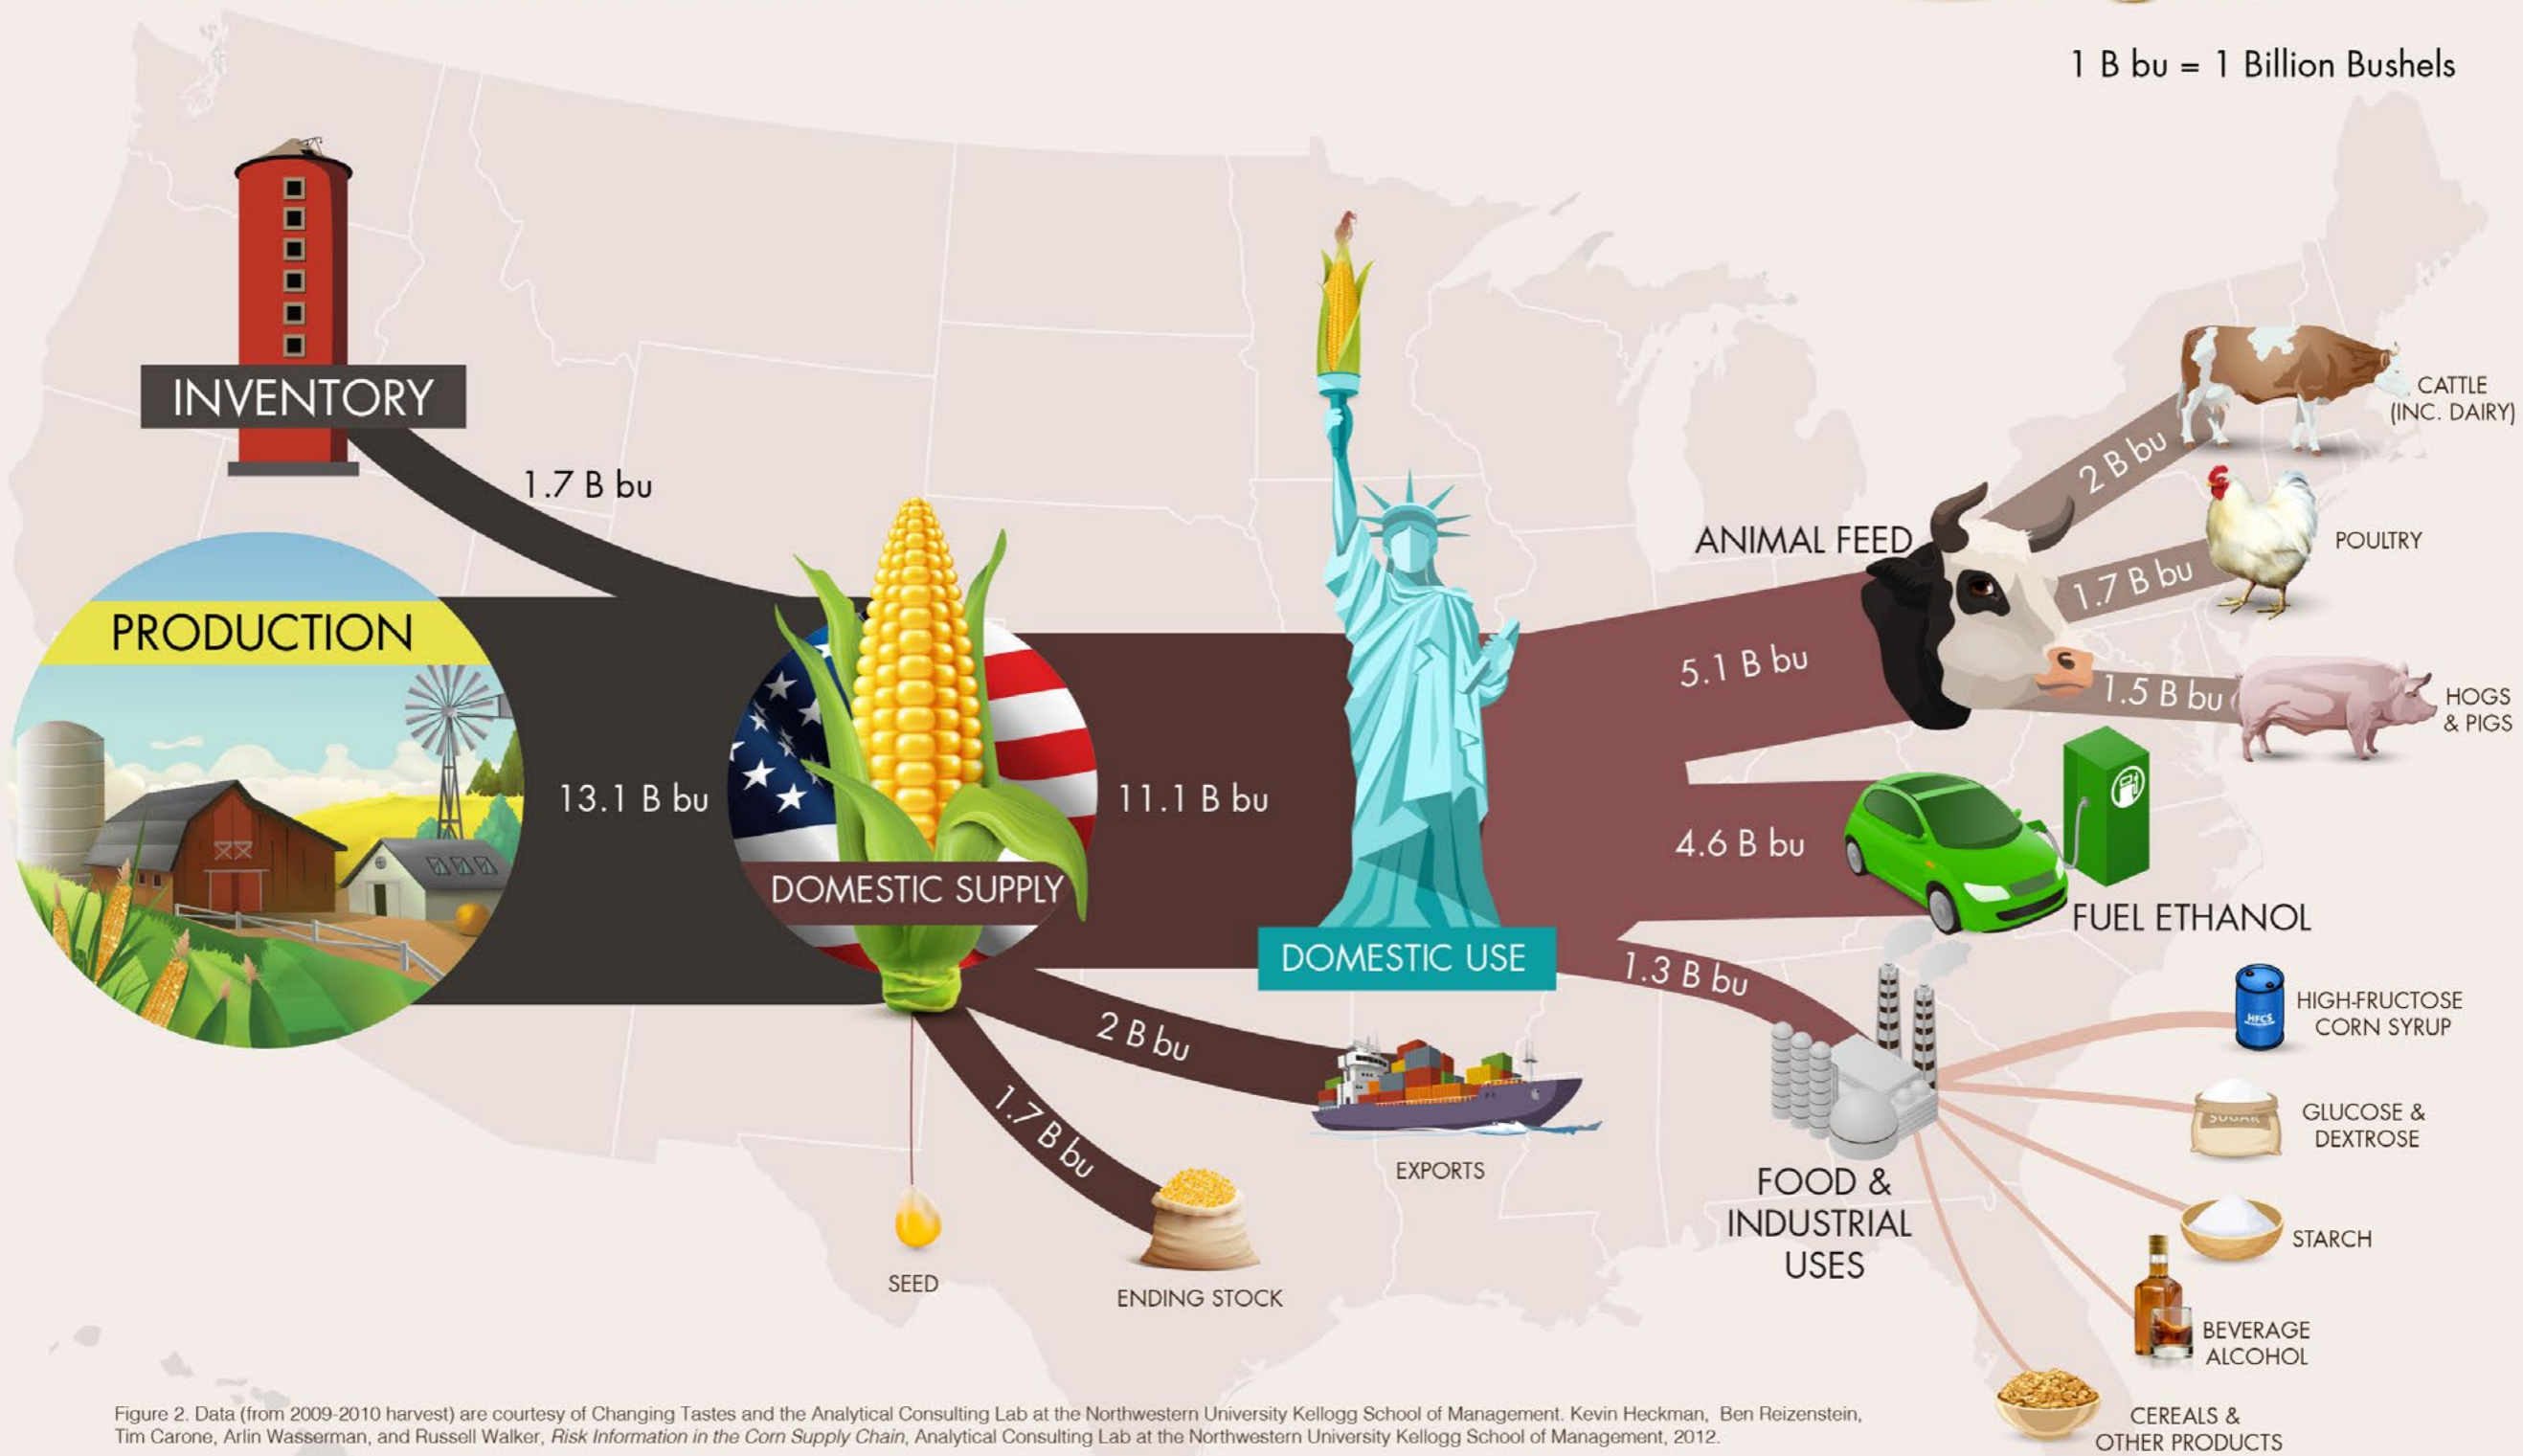 1 B bu = 1 Billion Bushels
INVENTORY
1.7 B bu
PRODUCTION
13.1 B bu
DOMESTIC SUPPLY
11.1 B bu
DOMESTIC USE
2 B bu
EXPORTS
1.7 B bu
ENDING STOCK
SEED
ANIMAL FEED
5.1 B bu
2 B bu
CATTLE
(INC. DAIRY)
1.7 B bu
POULTRY
1.5 B bu
HOGS
& PIGS
4.6 B bu
FUEL ETHANOL
1.3 B bu
FOOD &
INDUSTRIAL
USES
HFCS
HIGH-FRUCTOSE
CORN SYRUP
SUGAR
GLUCOSE &
DEXTROSE
STARCH
BEVERAGE
ALCOHOL
CEREALS &
OTHER PRODUCTS
Figure 2. Data (from 2009-2010 harvest) are courtesy of Changing Tastes and the Analytical Consulting Lab at the Northwestern University Kellogg School of Management. Kevin Heckman, Ben Reizenstein,
Tim Carone, Arlin Wasserman, and Russell Walker, Risk Information in the Corn Supply Chain, Analytical Consulting Lab at the Northwestern University Kellogg School of Management, 2012.